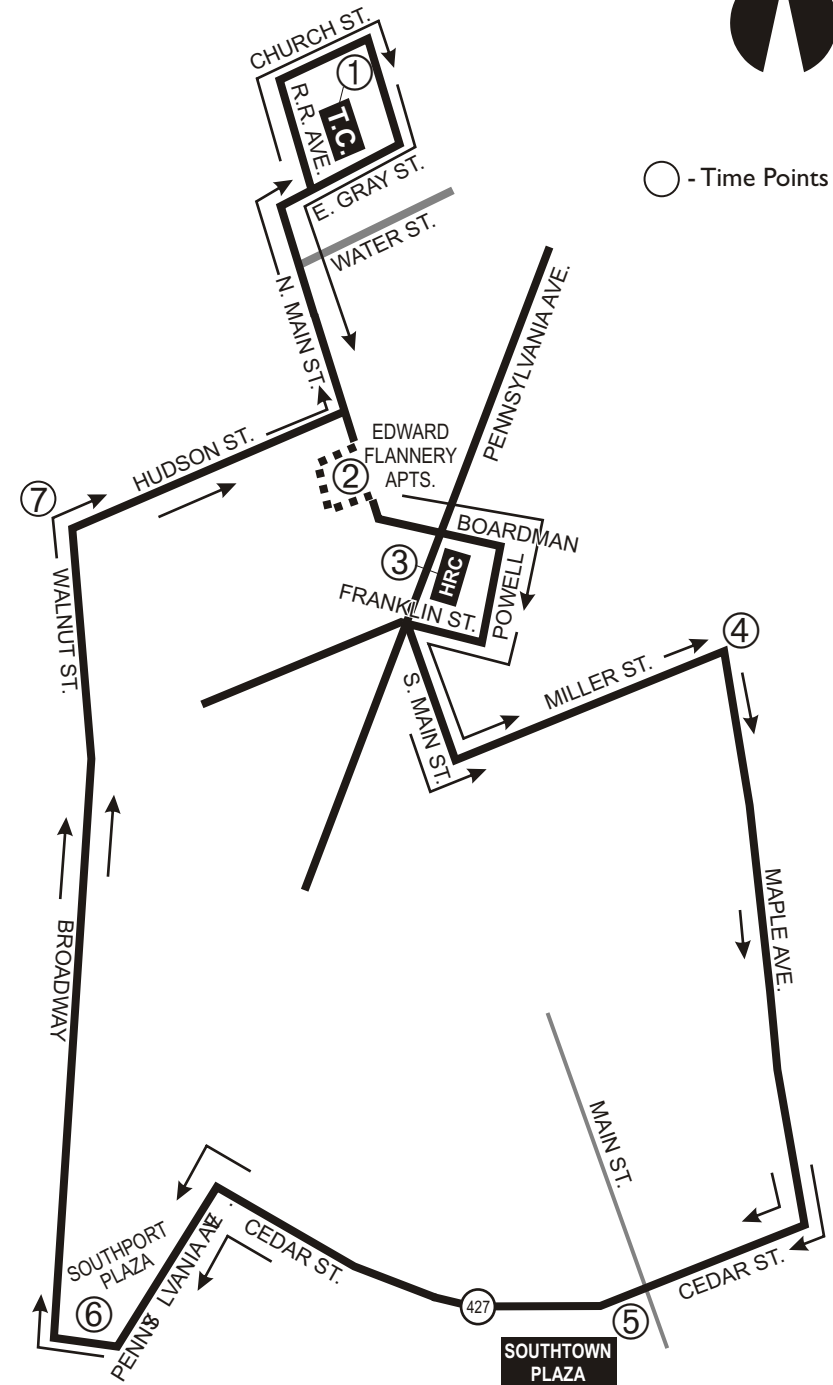 CHURCH ST.
①
R.R. AVE.
T.C.
E. GRAY ST.
○ - Time Points
WATER ST.
N. MAIN ST.
PENNSYLVANIA AVE.
EDWARD
FLANNERY
APTS.
HUDSON ST.
②
⑦
BOARDMAN
③
HRC
POWELL
FRANKLIN ST.
WALNUT ST.
④
MILLER ST.
S. MAIN ST.
MAPLE AVE.
BROADWAY
MAIN ST.
SOUTHPORT
PLAZA
CEDAR ST.
CEDAR ST.
⑥
427
⑤
SOUTHTOWN
PLAZA